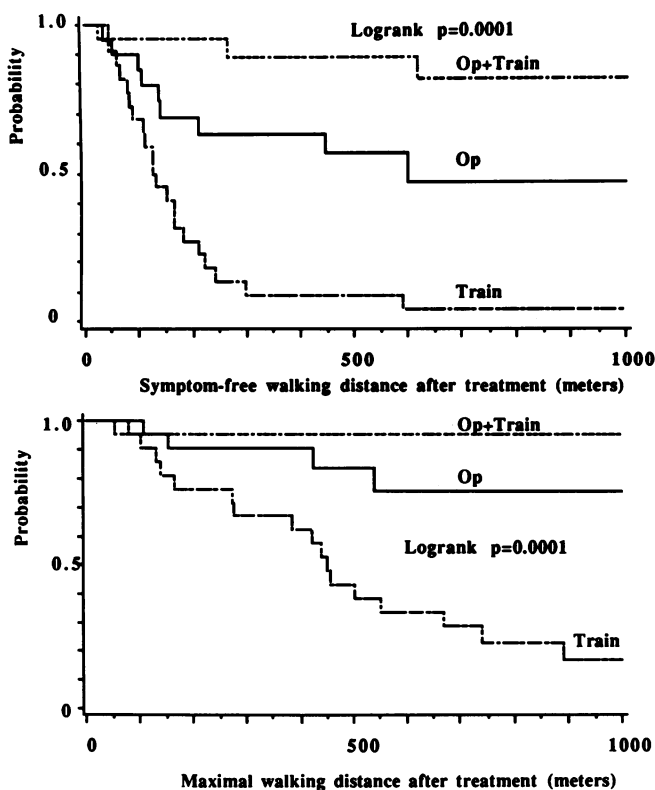 1.0
Logrank p=0.0001
Op+Train
Probability
Op
0.5
Train
0
0 500 1000
Symptom-free walking distance after treatment (meters)
1.0
Op+Train
Op
Probability
Logrank p=0.0001
0.5
Train
0
0 500 1000
Maximal walking distance after treatment (meters)